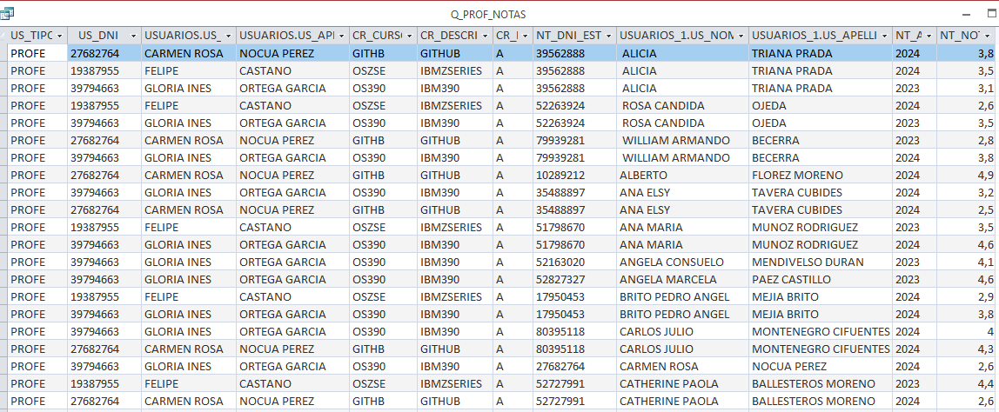 Q_PROF_NOTAS
US_TIPO US_DNI USUARIOS.US_ USUARIOS.US_API CR_CURSO CR_DESCRI CR_I NT_DNI_EST USUARIOS_1.US_NOM USUARIOS_1.US_APELLI NT_A NT_NOT
PROFE 27682764 CARMEN ROSA NOCUA PEREZ GITHB GITHUB A 39562888 ALICIA TRIANA PRADA 2024 3,8
PROFE 19387955 FELIPE CASTANO OSZSE IBMZSERIES A 39562888 ALICIA TRIANA PRADA 2024 3,5
PROFE 39794663 GLORIA INES ORTEGA GARCIA OS390 IBM390 A 39562888 ALICIA TRIANA PRADA 2023 3,1
PROFE 19387955 FELIPE CASTANO OSZSE IBMZSERIES A 52263924 ROSA CANDIDA OJEDA 2024 2,6
PROFE 39794663 GLORIA INES ORTEGA GARCIA OS390 IBM390 A 52263924 ROSA CANDIDA OJEDA 2024 3,5
PROFE 27682764 CARMEN ROSA NOCUA PEREZ GITHB GITHUB A 79939281 WILLIAM ARMANDO BECERRA 2023 2,8
PROFE 39794663 GLORIA INES ORTEGA GARCIA OS390 IBM390 A 79939281 WILLIAM ARMANDO BECERRA 2024 3,8
PROFE 27682764 CARMEN ROSA NOCUA PEREZ GITHB GITHUB A 10289212 ALBERTO FLOREZ MORENO 2024 4,9
PROFE 39794663 GLORIA INES ORTEGA GARCIA OS390 IBM390 A 35488897 ANA ELSY TAVERA CUBIDES 2024 3,2
PROFE 27682764 CARMEN ROSA NOCUA PEREZ GITHB GITHUB A 35488897 ANA ELSY TAVERA CUBIDES 2024 2,5
PROFE 19387955 FELIPE CASTANO OSZSE IBMZSERIES A 51798670 ANA MARIA MUNOZ RODRIGUEZ 2023 3,5
PROFE 39794663 GLORIA INES ORTEGA GARCIA OS390 IBM390 A 51798670 ANA MARIA MUNOZ RODRIGUEZ 2024 4,6
PROFE 39794663 GLORIA INES ORTEGA GARCIA OS390 IBM390 A 52163020 ANGELA CONSUELO MENDIVELSO DURAN 2023 4,1
PROFE 39794663 GLORIA INES ORTEGA GARCIA OS390 IBM390 A 52827327 ANGELA MARCELA PAEZ CASTILLO 2023 4,6
PROFE 19387955 FELIPE CASTANO OSZSE IBMZSERIES A 17950453 BRITO PEDRO ANGEL MEJIA BRITO 2023 2,9
PROFE 39794663 GLORIA INES ORTEGA GARCIA OS390 IBM390 A 17950453 BRITO PEDRO ANGEL MEJIA BRITO 2024 3,8
PROFE 39794663 GLORIA INES ORTEGA GARCIA OS390 IBM390 A 80395118 CARLOS JULIO MONTENEGRO CIFUENTES 2024 4
PROFE 27682764 CARMEN ROSA NOCUA PEREZ GITHB GITHUB A 80395118 CARLOS JULIO MONTENEGRO CIFUENTES 2024 4,3
PROFE 39794663 GLORIA INES ORTEGA GARCIA OS390 IBM390 A 27682764 CARMEN ROSA NOCUA PEREZ 2024 2,6
PROFE 19387955 FELIPE CASTANO OSZSE IBMZSERIES A 52727991 CATHERINE PAOLA BALLESTEROS MORENO 2023 4,4
PROFE 27682764 CARMEN ROSA NOCUA PEREZ GITHB GITHUB A 52727991 CATHERINE PAOLA BALLESTEROS MORENO 2024 2,6